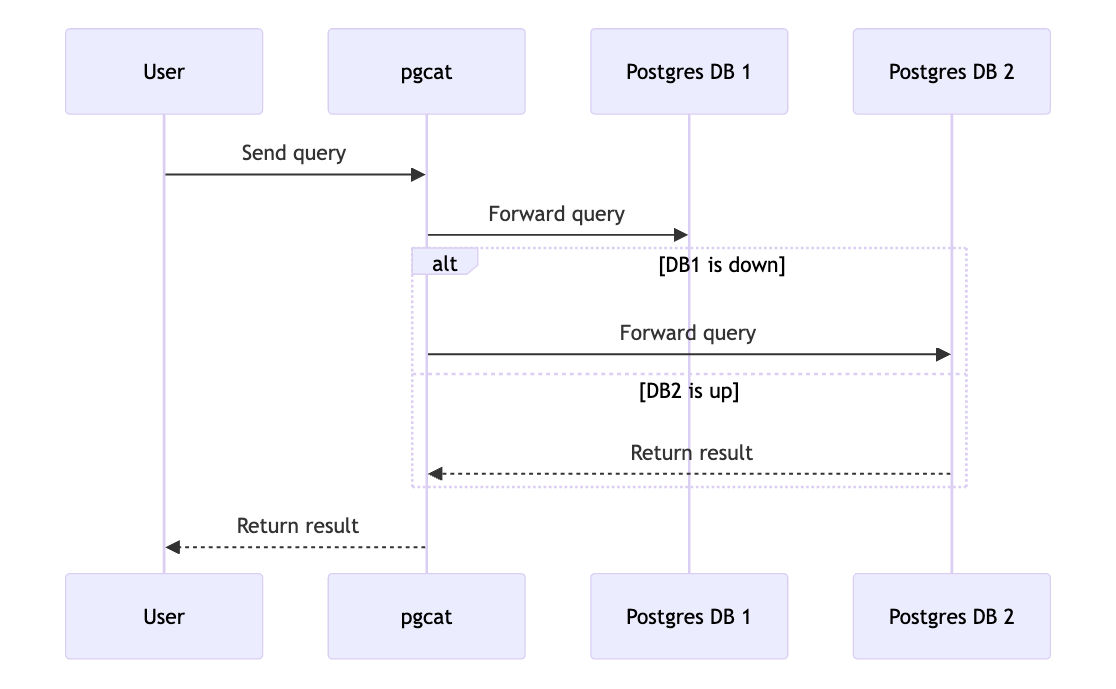 User
pgcat
Postgres DB 1
Postgres DB 2
Send query
Forward query
alt
[DB1 is down]
Forward query
[DB2 is up]
Return result
Return result
User
pgcat
Postgres DB 1
Postgres DB 2